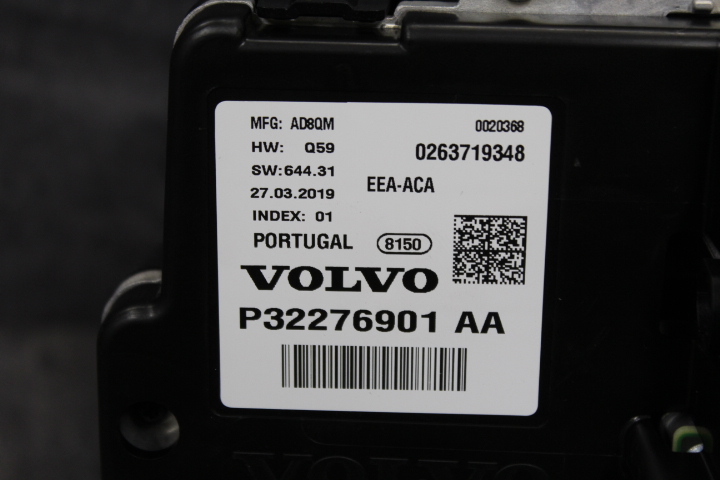 MFG: AD8QM 0020368
HW: Q59 0263719348
SW:644.31
27.03.2019 EEA-ACA
INDEX: 01
PORTUGAL 8150
VOLVO
P32276901 AA
VOLVO